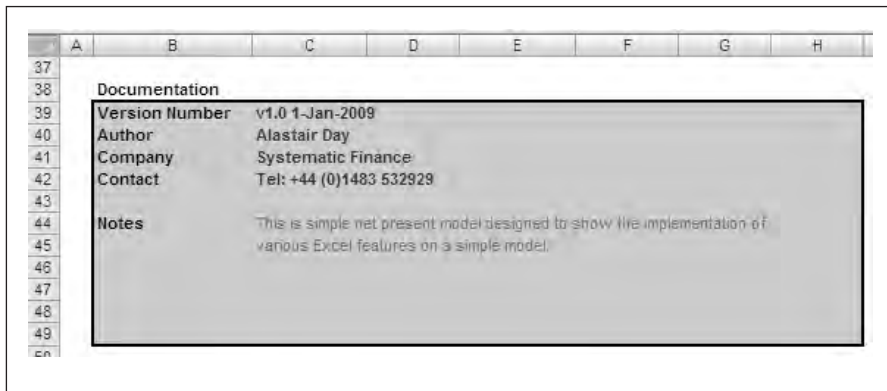 A B C D E F G H
37
38 Documentation
39 Version Number v1.0 1-Jan-2009
40 Author Alastair Day
41 Company Systematic Finance
42 Contact Tel: +44 (0)1483 532929
43
44 Notes This is simple net present model designed to show the implementation of
45 various Excel features on a simple model.
46
47
48
49
50